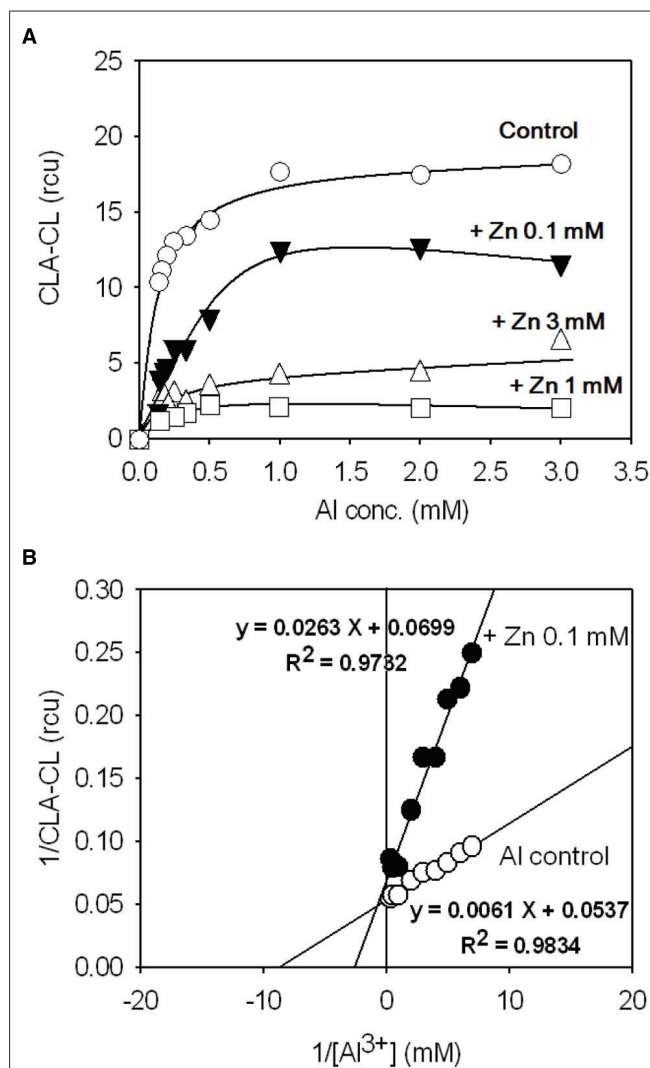 A
25
20
15
10
5
0
CLA-CL (rcu)
Control
+ Zn 0.1 mM
+ Zn 3 mM
+ Zn 1 mM
0.0 0.5 1.0 1.5 2.0 2.5 3.0 3.5
Al conc. (mM)
B
0.30
0.25
0.20
0.15
0.10
0.05
0.00
1/CLA-CL (rcu)
y = 0.0263 X + 0.0699
R² = 0.9732
+ Zn 0.1 mM
Al control
y = 0.0061 X + 0.0537
R² = 0.9834
-20 -10 0 10 20
1/[Al³⁺] (mM)